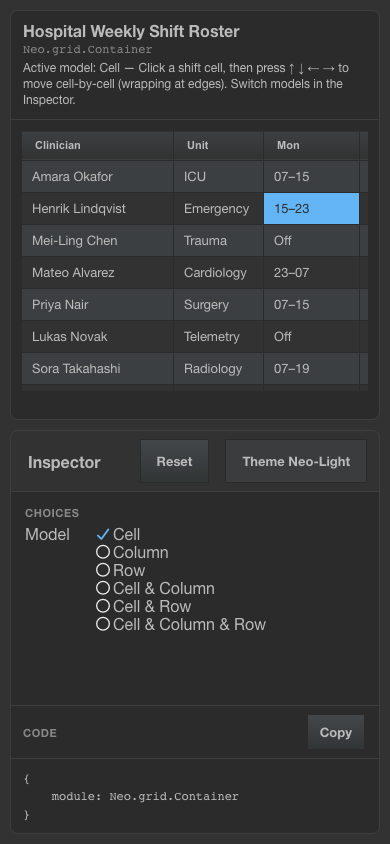 Hospital Weekly Shift Roster
Neo.grid.Container
Active model: Cell — Click a shift cell, then press ↑ ↓ ← → to
move cell-by-cell (wrapping at edges). Switch models in the
Inspector.
Clinician Unit Mon
Amara Okafor ICU 07–15
Henrik Lindqvist Emergency 15–23
Mei-Ling Chen Trauma Off
Mateo Alvarez Cardiology 23–07
Priya Nair Surgery 07–15
Lukas Novak Telemetry Off
Sora Takahashi Radiology 07–19
Inspector Reset Theme Neo-Light
CHOICES
Model Cell
Column
Row
Cell & Column
Cell & Row
Cell & Column & Row
CODE Copy
{
module: Neo.grid.Container
}